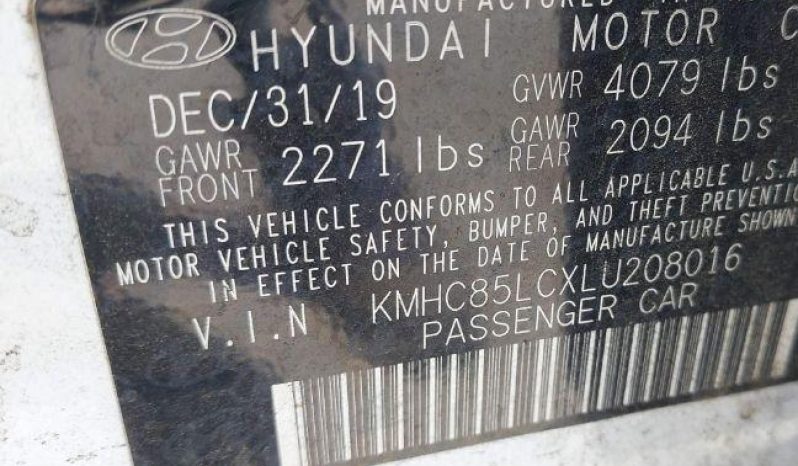 MANUFACTURED
HYUNDAI MOTOR C
DEC/31/19 GVWR 4079 lbs
GAWR FRONT 2271 lbs GAWR REAR 2094 lbs
THIS VEHICLE CONFORMS TO ALL APPLICABLE U.S.A
MOTOR VEHICLE SAFETY, BUMPER, AND THEFT PREVENTIO
IN EFFECT ON THE DATE OF MANUFACTURE SHOWN
V.I.N KMHC85LCXLU208016
PASSENGER CAR